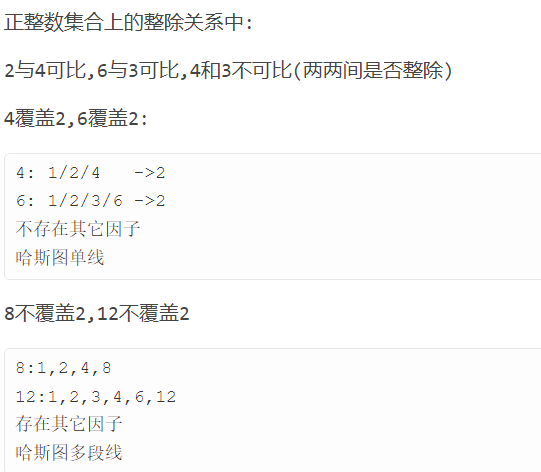 正整数集合上的整除关系中:
2与4可比,6与3可比,4和3不可比(两两间是否整除)
4覆盖2,6覆盖2:
4: 1/2/4   ->2
6: 1/2/3/6 ->2
不存在其它因子
哈斯图单线
8不覆盖2,12不覆盖2
8:1,2,4,8
12:1,2,3,4,6,12
存在其它因子
哈斯图多段线